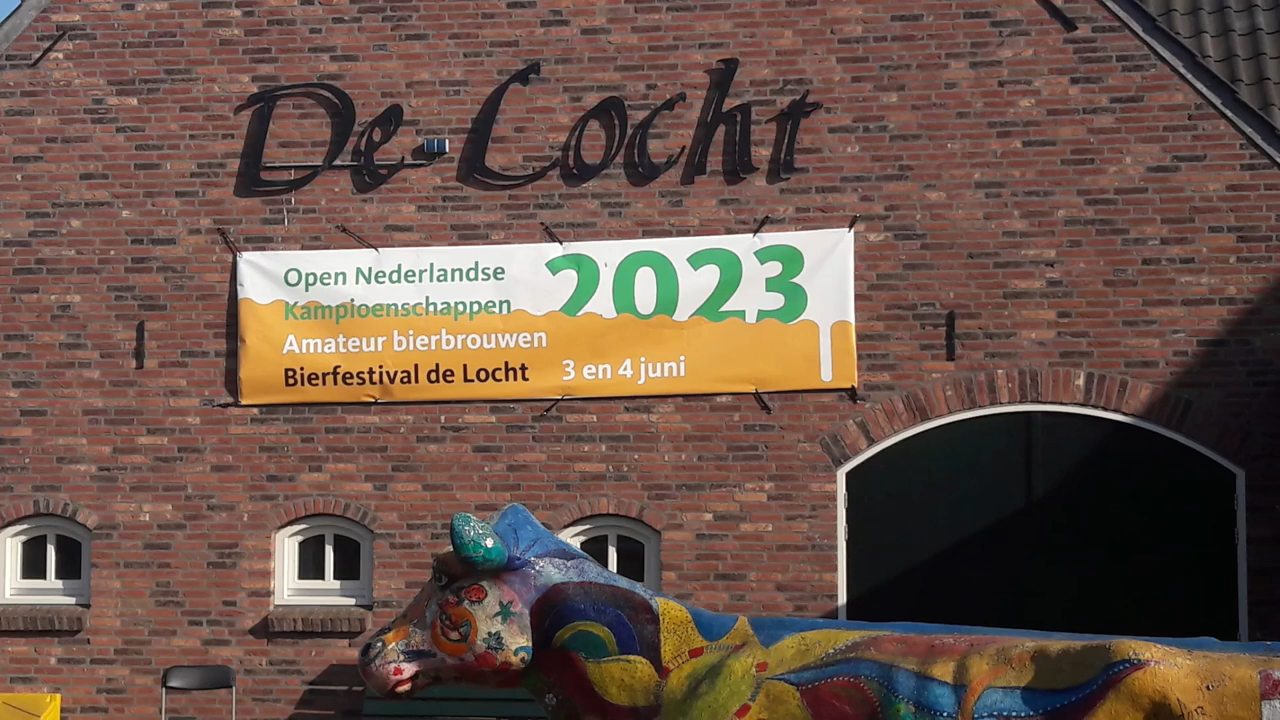 De Locht
Open Nederlandse
Kampioenschappen
2023
Amateur bierbrouwen
Bierfestival de Locht
3 en 4 juni